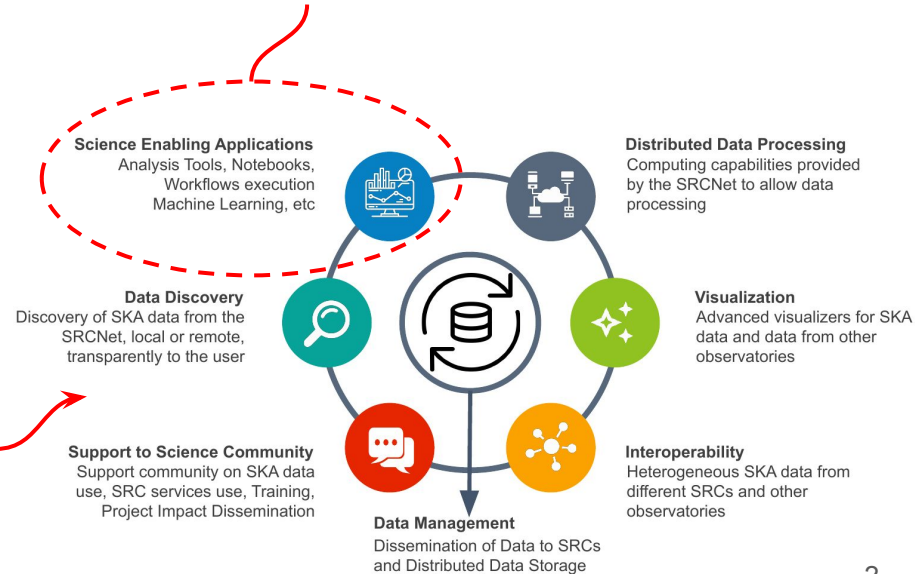 Science Enabling Applications
Analysis Tools, Notebooks,
Workflows execution
Machine Learning, etc
Distributed Data Processing
Computing capabilities provided
by the SRCNet to allow data
processing
Data Discovery
Discovery of SKA data from the
SRCNet, local or remote,
transparently to the user
Visualization
Advanced visualizers for SKA
data and data from other
observatories
Support to Science Community
Support community on SKA data
use, SRC services use, Training,
Project Impact Dissemination
Interoperability
Heterogeneous SKA data from
different SRCs and other
observatories
Data Management
Dissemination of Data to SRCs
and Distributed Data Storage